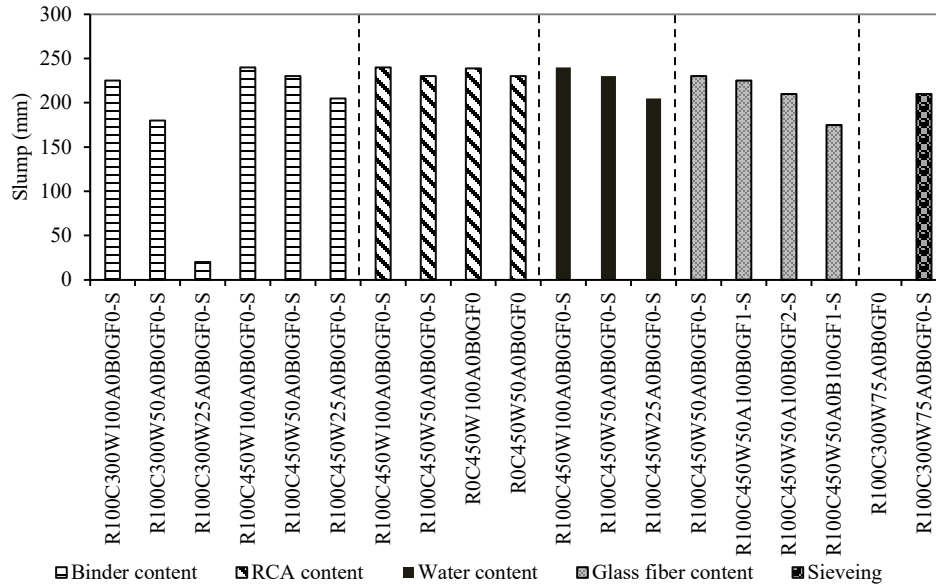 300
250
200
150
100
50
0
Slump (mm)
R100C300W100A0B0GF0-S
R100C300W50A0B0GF0-S
R100C300W25A0B0GF0-S
R100C450W100A0B0GF0-S
R100C450W50A0B0GF0-S
R100C450W25A0B0GF0-S
R100C450W100A0B0GF0-S
R100C450W50A0B0GF0-S
R0C450W100A0B0GF0
R0C450W50A0B0GF0
R100C450W100A0B0GF0-S
R100C450W50A0B0GF0-S
R100C450W25A0B0GF0-S
R100C450W50A0B0GF0-S
R100C450W50A100B0GF1-S
R100C450W50A100B0GF2-S
R100C450W50A0B100GF1-S
R100C300W75A0B0GF0
R100C300W75A0B0GF0-S
Binder content
RCA content
Water content
Glass fiber content
Sieveing